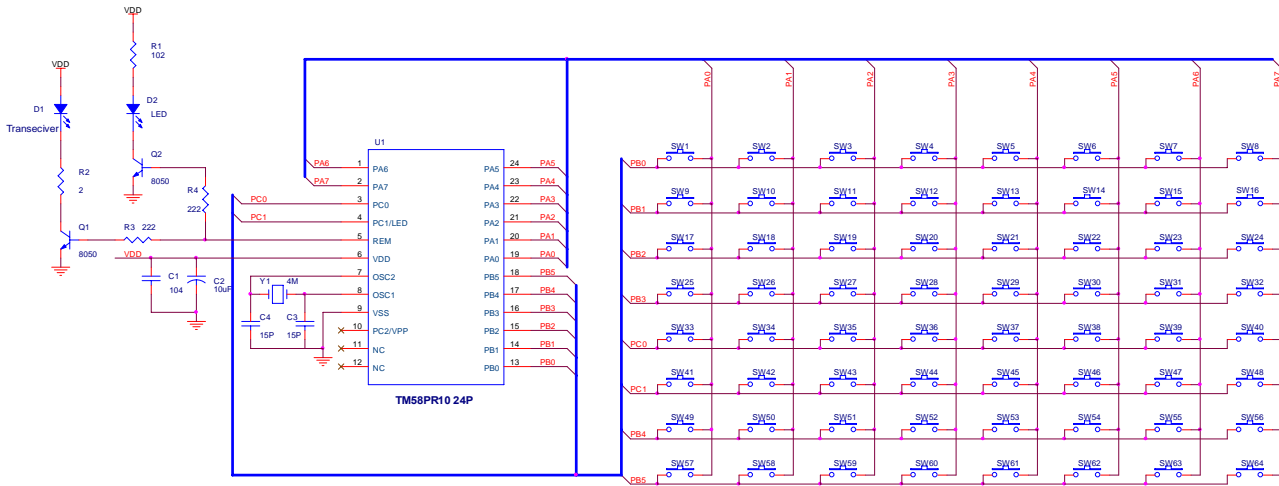 VDD
R1
102
VDD
D1
Transeciver
D2
LED
Q2
8050
R2
2
R4
222
Q1
8050
R3 222
VDD
C1
104
C2
10uF
Y1 4M
C4
15P
C3
15P
U1
PA6 1 PA6
PA7 2 PA7
PC0 3 PC0
PC1 4 PC1/LED
5 REM
6 VDD
7 OSC2
8 OSC1
9 VSS
10 PC2/VPP
11 NC
12 NC
PA5 24 PA5
PA4 23 PA4
PA3 22 PA3
PA2 21 PA2
PA1 20 PA1
PA0 19 PA0
PB5 18 PB5
PB4 17 PB4
PB3 16 PB3
PB2 15 PB2
PB1 14 PB1
PB0 13 PB0
TM58PR10 24P
PA0 PA1 PA2 PA3 PA4 PA5 PA6 PA7
SW1 SW2 SW3 SW4 SW5 SW6 SW7 SW8
PB0
SW9 SW10 SW11 SW12 SW13 SW14 SW15 SW16
PB1
SW17 SW18 SW19 SW20 SW21 SW22 SW23 SW24
PB2
SW25 SW26 SW27 SW28 SW29 SW30 SW31 SW32
PB3
SW33 SW34 SW35 SW36 SW37 SW38 SW39 SW40
PC0
SW41 SW42 SW43 SW44 SW45 SW46 SW47 SW48
PC1
SW49 SW50 SW51 SW52 SW53 SW54 SW55 SW56
PB4
SW57 SW58 SW59 SW60 SW61 SW62 SW63 SW64
PB5